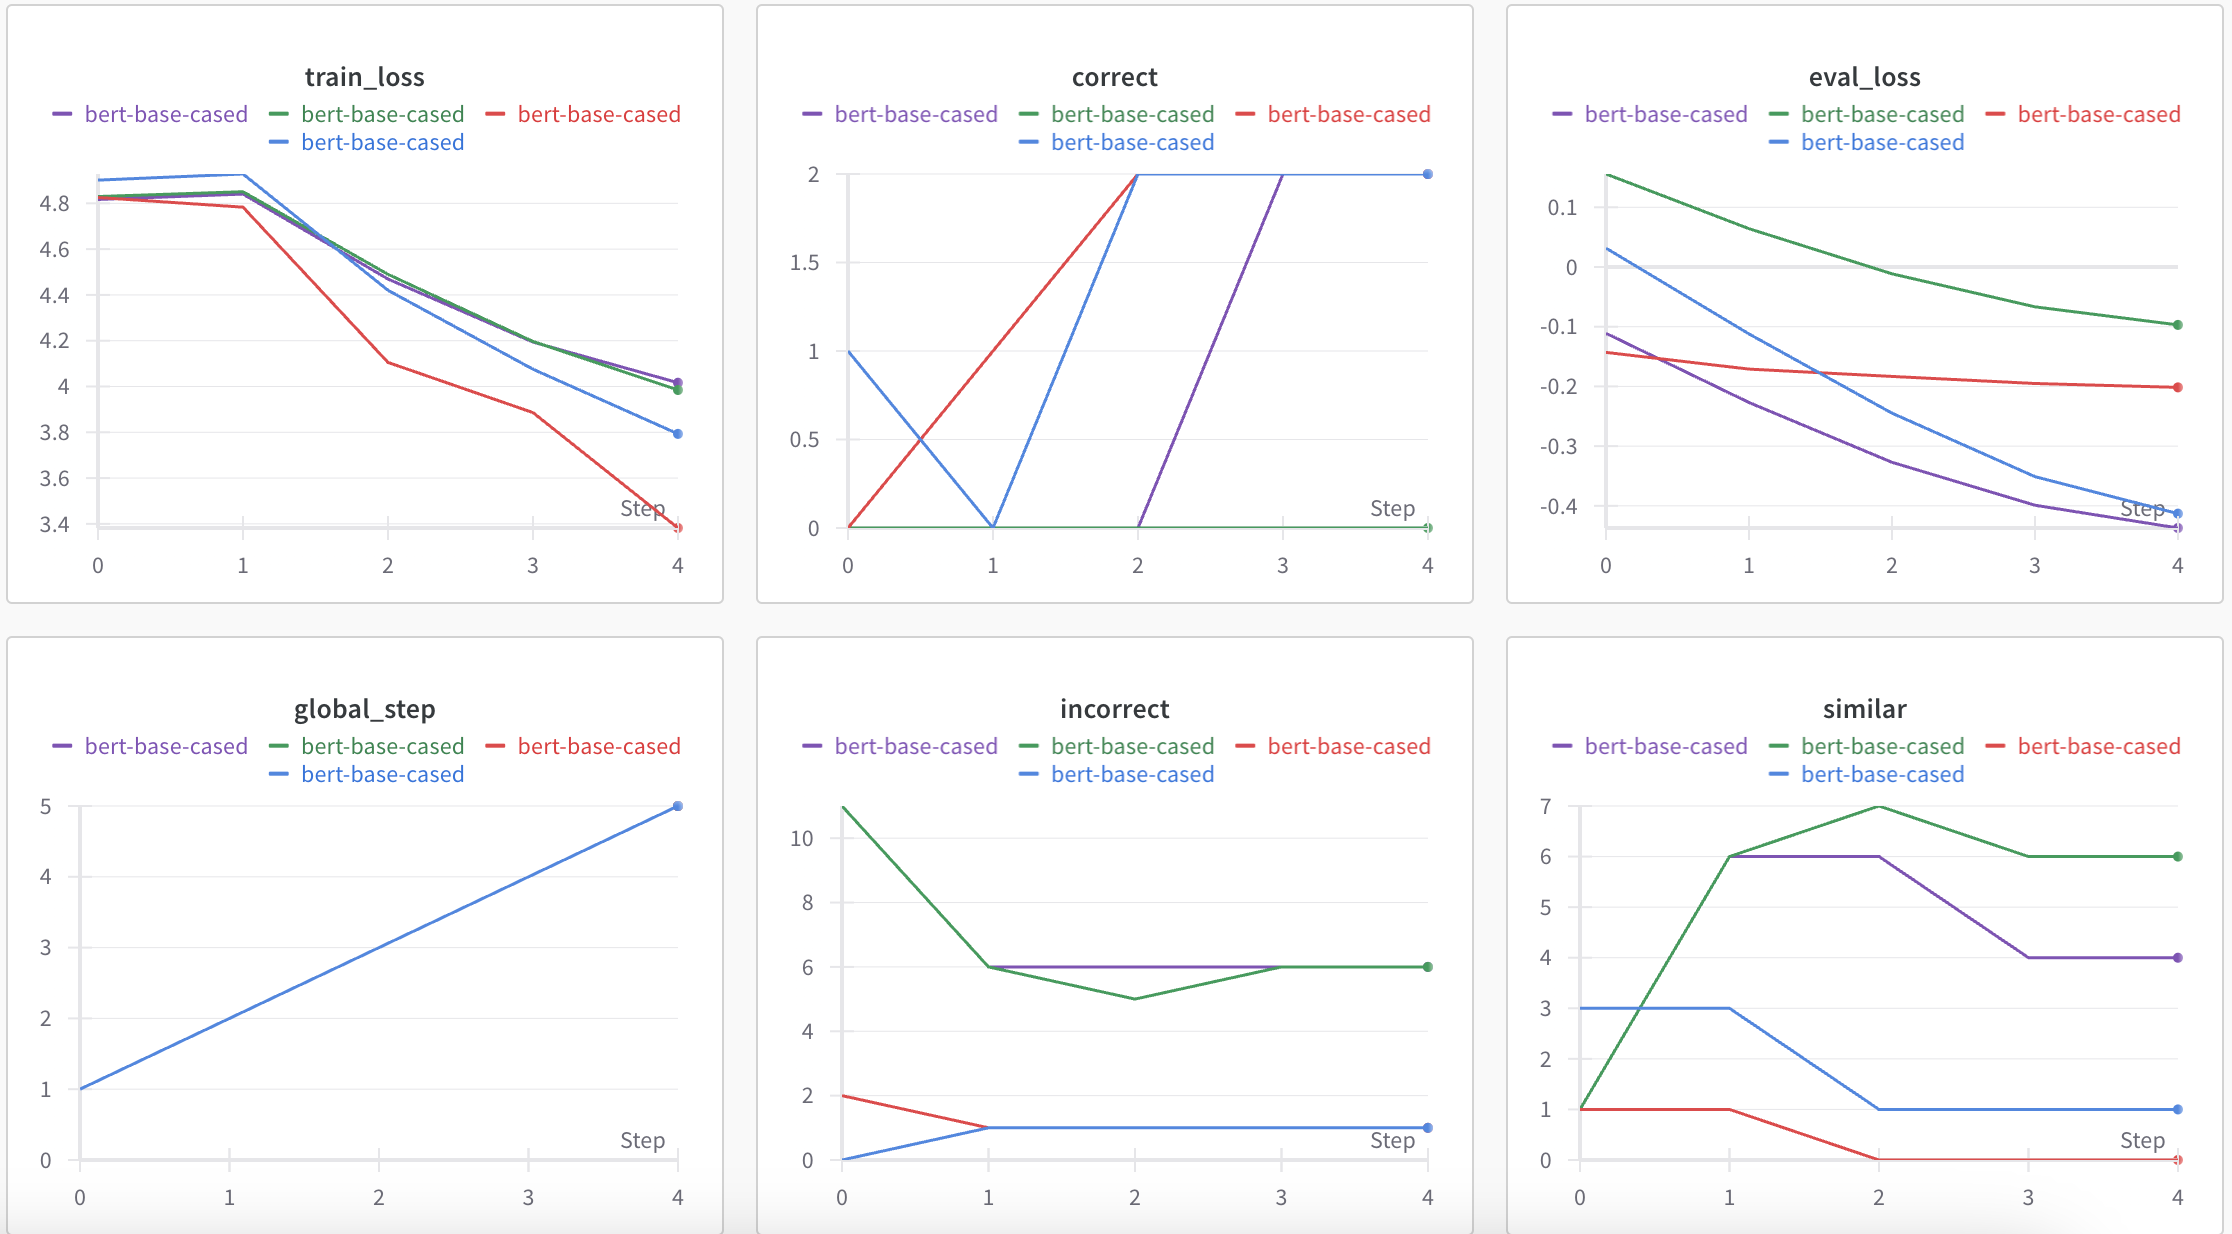 train_loss
bert-base-cased bert-base-cased bert-base-cased
bert-base-cased
4.8
4.6
4.4
4.2
4
3.8
3.6
3.4
Step
0 1 2 3 4
correct
bert-base-cased bert-base-cased bert-base-cased
bert-base-cased
2
1.5
1
0.5
0
Step
0 1 2 3 4
eval_loss
bert-base-cased bert-base-cased bert-base-cased
bert-base-cased
0.1
0
-0.1
-0.2
-0.3
-0.4
Step
0 1 2 3 4
global_step
bert-base-cased bert-base-cased bert-base-cased
bert-base-cased
5
4
3
2
1
0
Step
0 1 2 3 4
incorrect
bert-base-cased bert-base-cased bert-base-cased
bert-base-cased
10
8
6
4
2
0
Step
0 1 2 3 4
similar
bert-base-cased bert-base-cased bert-base-cased
bert-base-cased
7
6
5
4
3
2
1
0
Step
0 1 2 3 4